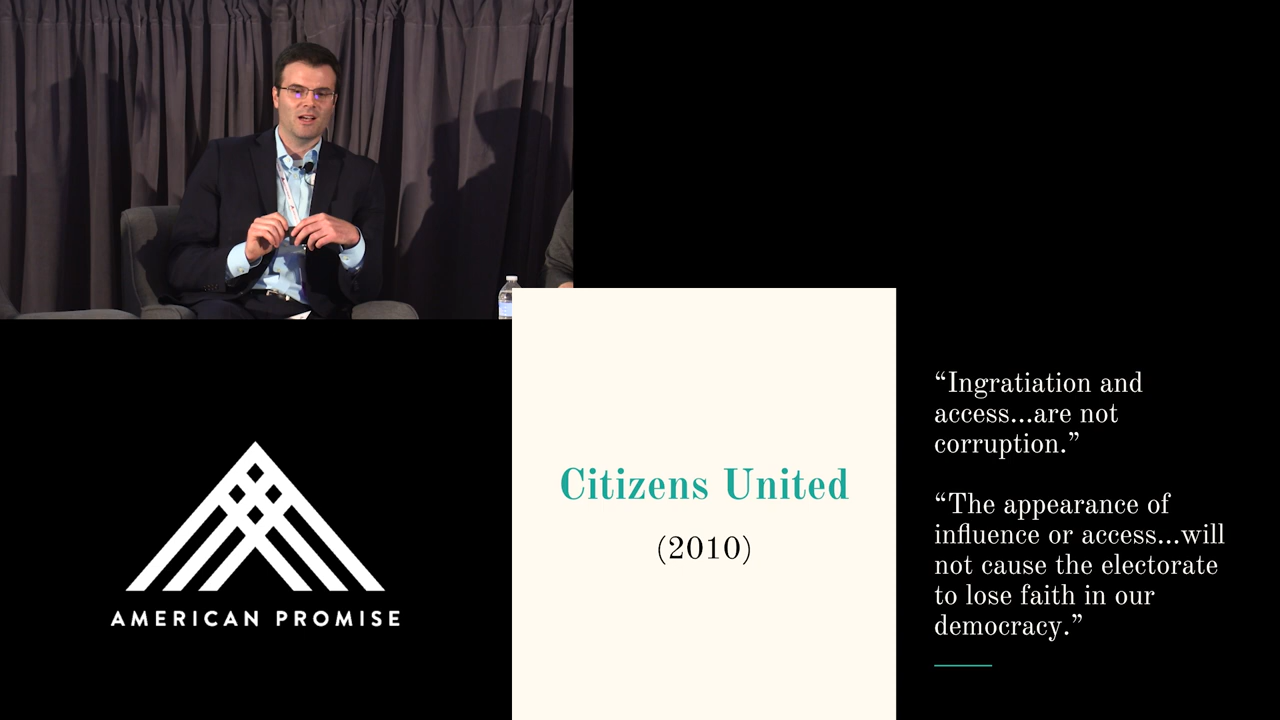 AMERICAN PROMISE
Citizens United
(2010)
“Ingratiation and
access...are not
corruption.”
“The appearance of
influence or access...will
not cause the electorate
to lose faith in our
democracy.”